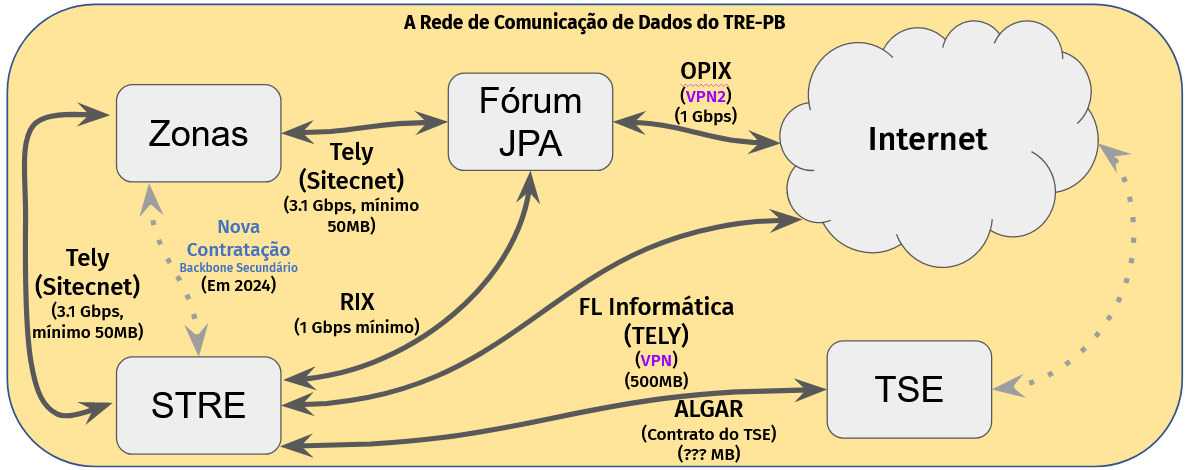 A Rede de Comunicação de Dados do TRE-PB
Zonas
Fórum
JPA
OPIX
(VPN2)
(1 Gbps)
Internet
Tely
(Sitecnet)
(3.1 Gbps, mínimo
50MB)
Nova
Contratação
Backbone Secundário
(Em 2024)
Tely
(Sitecnet)
(3.1 Gbps,
mínimo 50MB)
RIX
(1 Gbps mínimo)
FL Informática
(TELY)
(VPN)
(500MB)
STRE
TSE
ALGAR
(Contrato do TSE)
(??? MB)